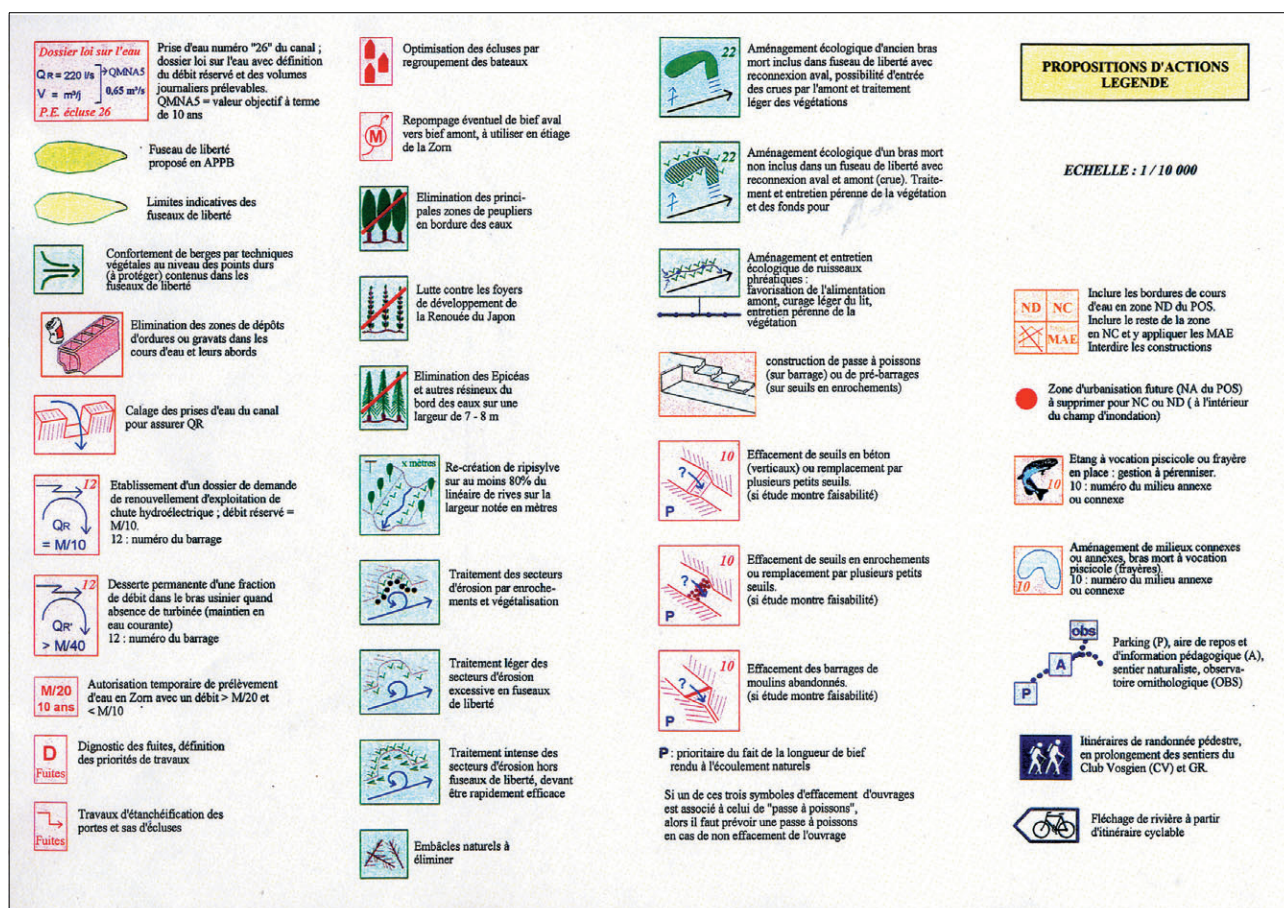 Dossier loi sur l'eau
QR = 220 l/s
QMNA5
V = m³/j
0,65 m³/s
P.E. écluse 26
Prise d'eau numéro "26" du canal ;
dossier loi sur l'eau avec définition
du débit réservé et des volumes
journaliers prélevables.
QMNA5 = valeur objectif à terme
de 10 ans
Fuseau de liberté
proposé en APPB
Limites indicatives des
fuseaux de liberté
Confortement de berges par techniques
végétales au niveau des points durs
(à protéger) contenus dans les
fuseaux de liberté
Elimination des zones de dépôts
d'ordures ou gravats dans les
cours d'eau et leurs abords
Calage des prises d'eau du canal
pour assurer QR
12
QR
= M/10
Etablissement d'un dossier de demande
de renouvellement d'exploitation de
chute hydroélectrique ; débit réservé =
M/10.
12 : numéro du barrage
12
QR'
> M/40
Desserte permanente d'une fraction
de débit dans le bras usinier quand
absence de turbinée (maintien en
eau courante)
12 : numéro du barrage
M/20
10 ans
Autorisation temporaire de prélèvement
d'eau en Zorn avec un débit > M/20 et
< M/10
D
Fuites
Dignostic des fuites, définition
des priorités de travaux
Fuites
Travaux d'étanchéification des
portes et sas d'écluses
Optimisation des écluses par
regroupement des bateaux
M
Repompage éventuel de bief aval
vers bief amont, à utiliser en étiage
de la Zorn
Elimination des princi-
pales zones de peupliers
en bordure des eaux
Lutte contre les foyers
de développement de
la Renouée du Japon
Elimination des Epicéas
et autres résineux du
bord des eaux sur une
largeur de 7 - 8 m
x mètres
Re-création de ripisylve
sur au moins 80% du
linéaire de rives sur la
largeur notée en mètres
Traitement des secteurs
d'érosion par enroche-
ments et végétalisation
Traitement léger des
secteurs d'érosion
excessive en fuseaux
de liberté
Traitement intense des
secteurs d'érosion hors
fuseaux de liberté, devant
être rapidement efficace
Embâcles naturels à
éliminer
22
Aménagement écologique d'ancien bras
mort inclus dans fuseau de liberté avec
reconnexion aval, possibilité d'entrée
des crues par l'amont et traitement
léger des végétations
22
Aménagement écologique d'un bras mort
non inclus dans un fuseau de liberté avec
reconnexion aval et amont (crue). Traite-
ment et entretien pérenne de la végétation
et des fonds pour
Aménagement et entretien
écologique de ruisseaux
phréatiques :
favorisation de l'alimentation
amont, curage léger du lit,
entretien pérenne de la
végétation
construction de passe à poissons
(sur barrage) ou de pré-barrages
(sur seuils en enrochements)
10
?
P
Effacement de seuils en béton
(verticaux) ou remplacement par
plusieurs petits seuils.
(si étude montre faisabilité)
10
?
P
Effacement de seuils en enrochements
ou remplacement par plusieurs petits
seuils.
(si étude montre faisabilité)
10
?
P
Effacement des barrages de
moulins abandonnés.
(si étude montre faisabilité)
P : prioritaire du fait de la longueur de bief
rendu à l'écoulement naturels
Si un de ces trois symboles d'effacement d'ouvrages
est associé à celui de "passe à poissons",
alors il faut prévoir une passe à poissons
en cas de non effacement de l'ouvrage
PROPOSITIONS D'ACTIONS
LEGENDE
ECHELLE : 1 / 10 000
ND NC
MAE
Inclure les bordures de cours
d'eau en zone ND du POS.
Inclure le reste de la zone
en NC et y appliquer les MAE
Interdire les constructions
Zone d'urbanisation future (NA du POS)
à supprimer pour NC ou ND ( à l'intérieur
du champ d'inondation)
10
Etang à vocation piscicole ou frayère
en place : gestion à pérenniser.
10 : numéro du milieu annexe
ou connexe
10
Aménagement de milieux connexes
ou annexes, bras mort à vocation
piscicole (frayères).
10 : numéro du milieu annexe
ou connexe
obs
A
P
Parking (P), aire de repos et
d'information pédagogique (A),
sentier naturaliste, observa-
toire ornithologique (OBS)
Itinéraires de randonnée pédestre,
en prolongement des sentiers du
Club Vosgien (CV) et GR.
Fléchage de rivière à partir
d'itinéraire cyclable